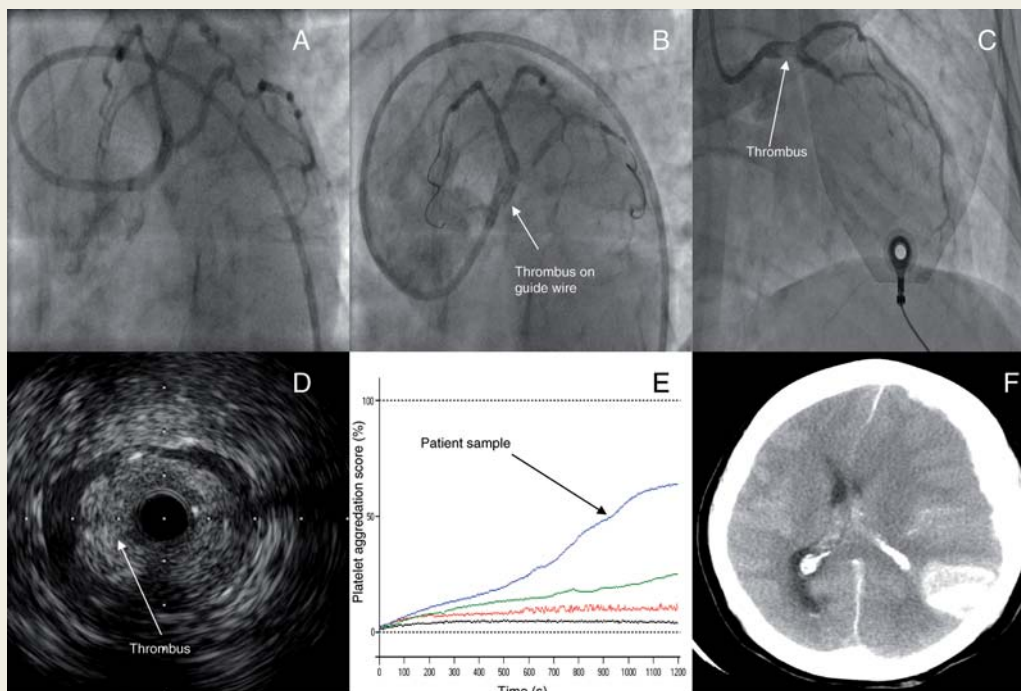 A
B
C
Thrombus on
guide wire
Thrombus
D
E
F
Thrombus
Platelet aggredation score (%)
100
50
0
Patient sample
0 100 200 300 400 500 600 700 800 900 1000 1100 1200
Time (s)